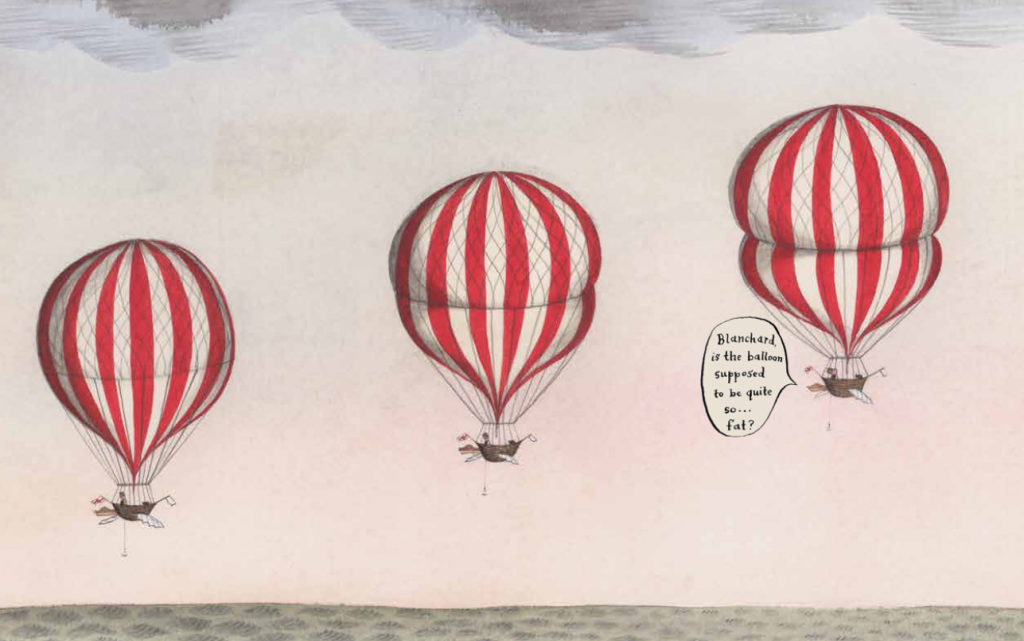 Blanchard,
is the balloon
supposed
to be quite
so...
fat?